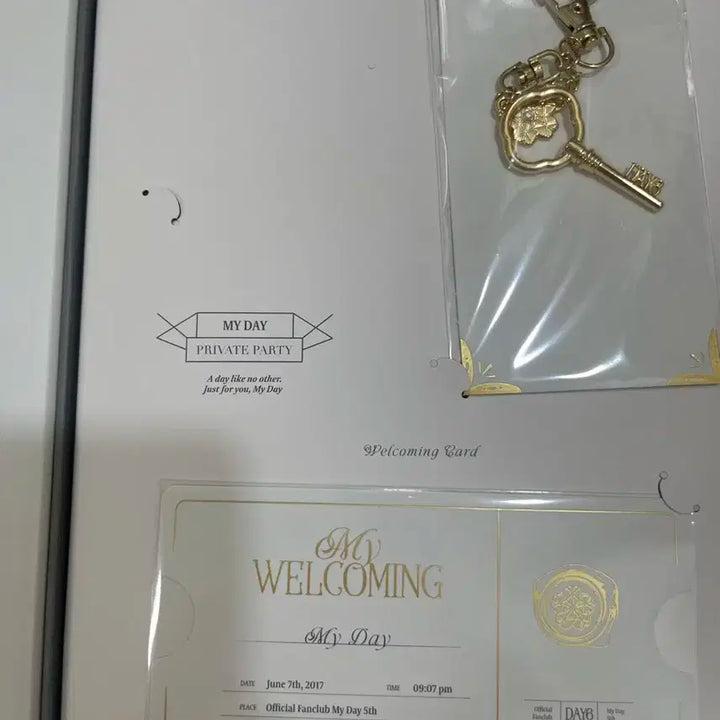 DAY6
MY DAY
PRIVATE PARTY
A day like no other.
Just for you, My Day
Welcoming Card
My
WELCOMING
My Day
DATE June 7th, 2017 TIME 09:07 pm
PLACE Official Fanclub My Day 5th
Official
Fanclub
DAY6
My Day
5th